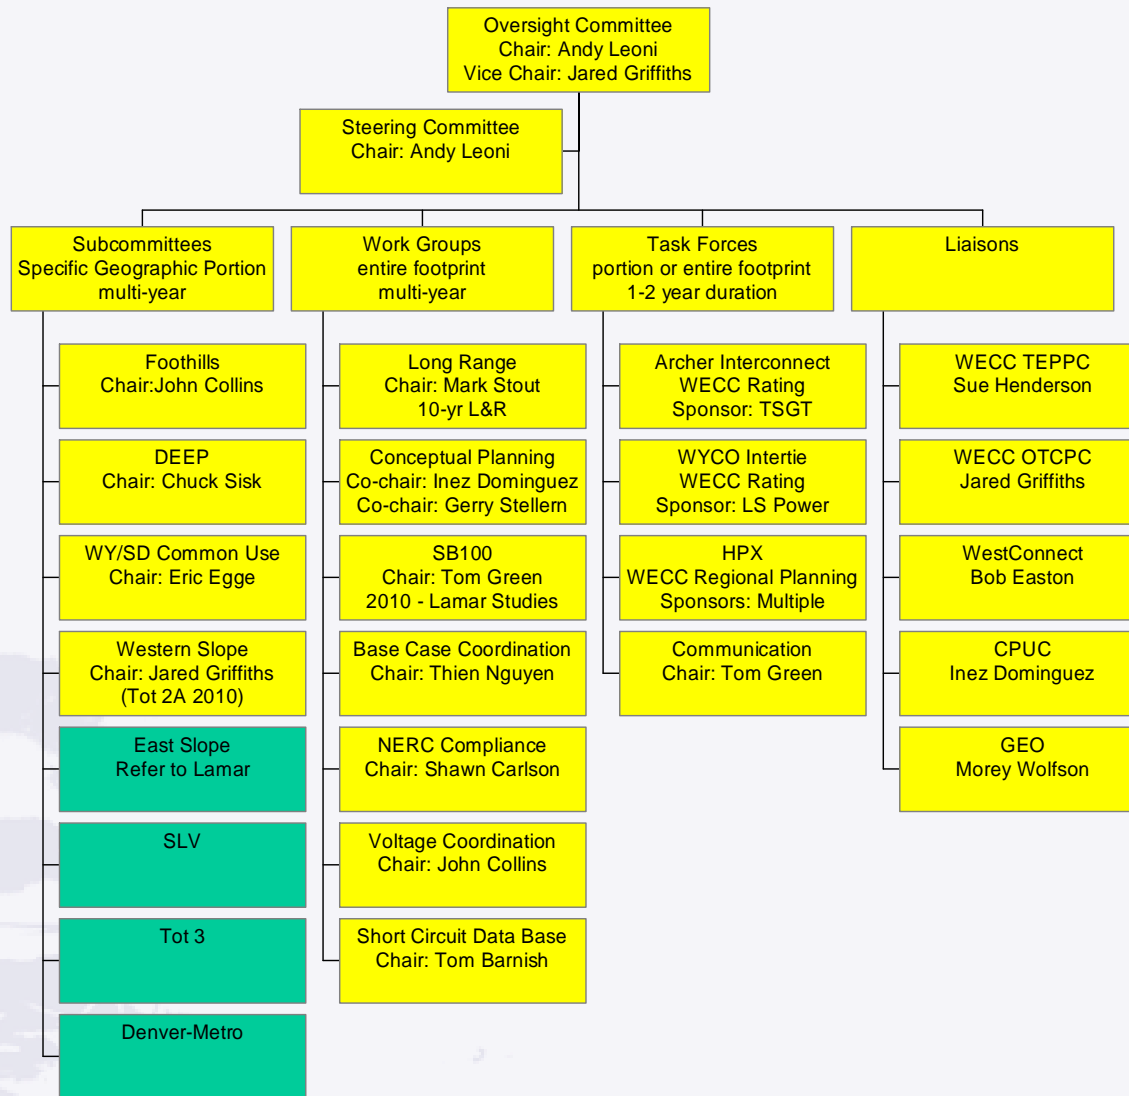 Oversight Committee
Chair: Andy Leoni
Vice Chair: Jared Griffiths
Steering Committee
Chair: Andy Leoni
Subcommittees
Specific Geographic Portion
multi-year
Work Groups
entire footprint
multi-year
Task Forces
portion or entire footprint
1-2 year duration
Liaisons
Foothills
Chair:John Collins
DEEP
Chair: Chuck Sisk
WY/SD Common Use
Chair: Eric Egge
Western Slope
Chair: Jared Griffiths
(Tot 2A 2010)
East Slope
Refer to Lamar
SLV
Tot 3
Denver-Metro
Long Range
Chair: Mark Stout
10-yr L&R
Conceptual Planning
Co-chair: Inez Dominguez
Co-chair: Gerry Stellern
SB100
Chair: Tom Green
2010 - Lamar Studies
Base Case Coordination
Chair: Thien Nguyen
NERC Compliance
Chair: Shawn Carlson
Voltage Coordination
Chair: John Collins
Short Circuit Data Base
Chair: Tom Barnish
Archer Interconnect
WECC Rating
Sponsor: TSGT
WYCO Intertie
WECC Rating
Sponsor: LS Power
HPX
WECC Regional Planning
Sponsors: Multiple
Communication
Chair: Tom Green
WECC TEPPC
Sue Henderson
WECC OTCPC
Jared Griffiths
WestConnect
Bob Easton
CPUC
Inez Dominguez
GEO
Morey Wolfson